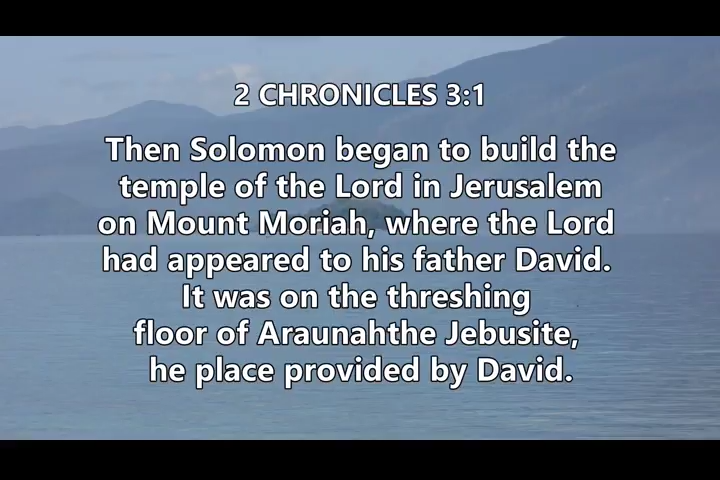 2 CHRONICLES 3:1
Then Solomon began to build the
temple of the Lord in Jerusalem
on Mount Moriah, where the Lord
had appeared to his father David.
It was on the threshing
floor of Araunahthe Jebusite,
he place provided by David.